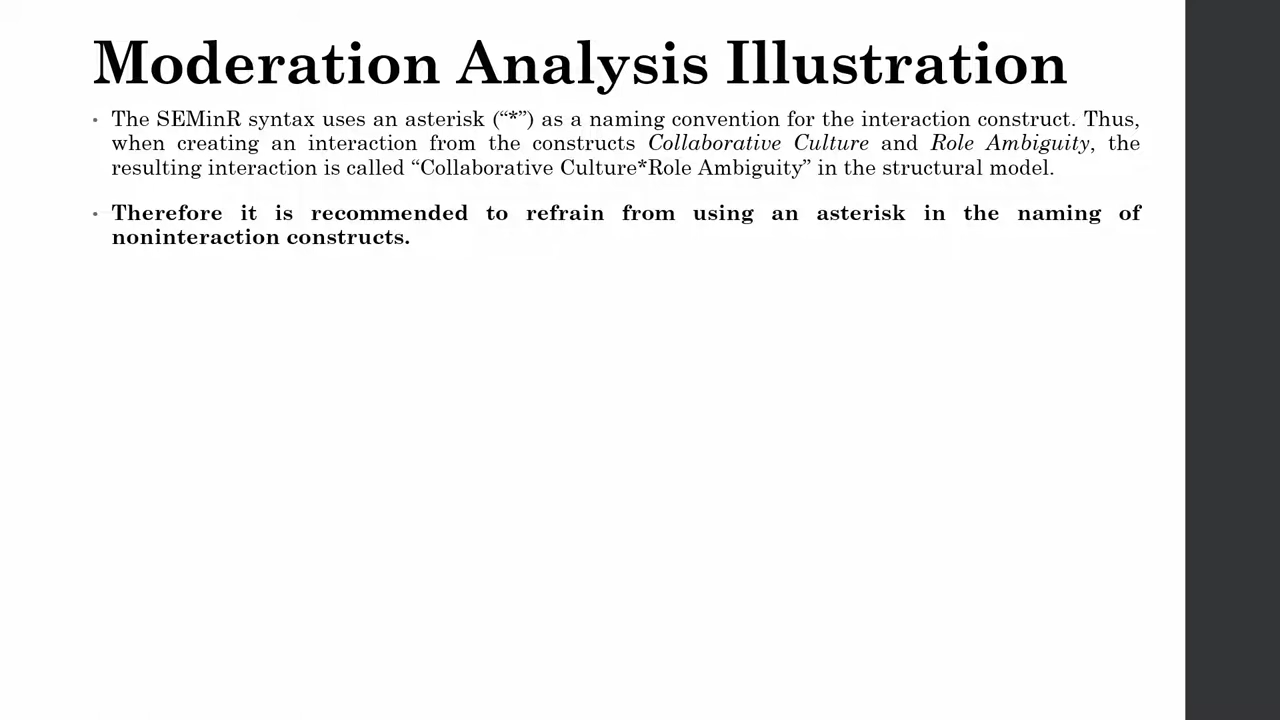 Moderation Analysis Illustration
• The SEMinR syntax uses an asterisk (“*”) as a naming convention for the interaction construct. Thus,
when creating an interaction from the constructs Collaborative Culture and Role Ambiguity, the
resulting interaction is called “Collaborative Culture*Role Ambiguity” in the structural model.
• Therefore it is recommended to refrain from using an asterisk in the naming of
noninteraction constructs.